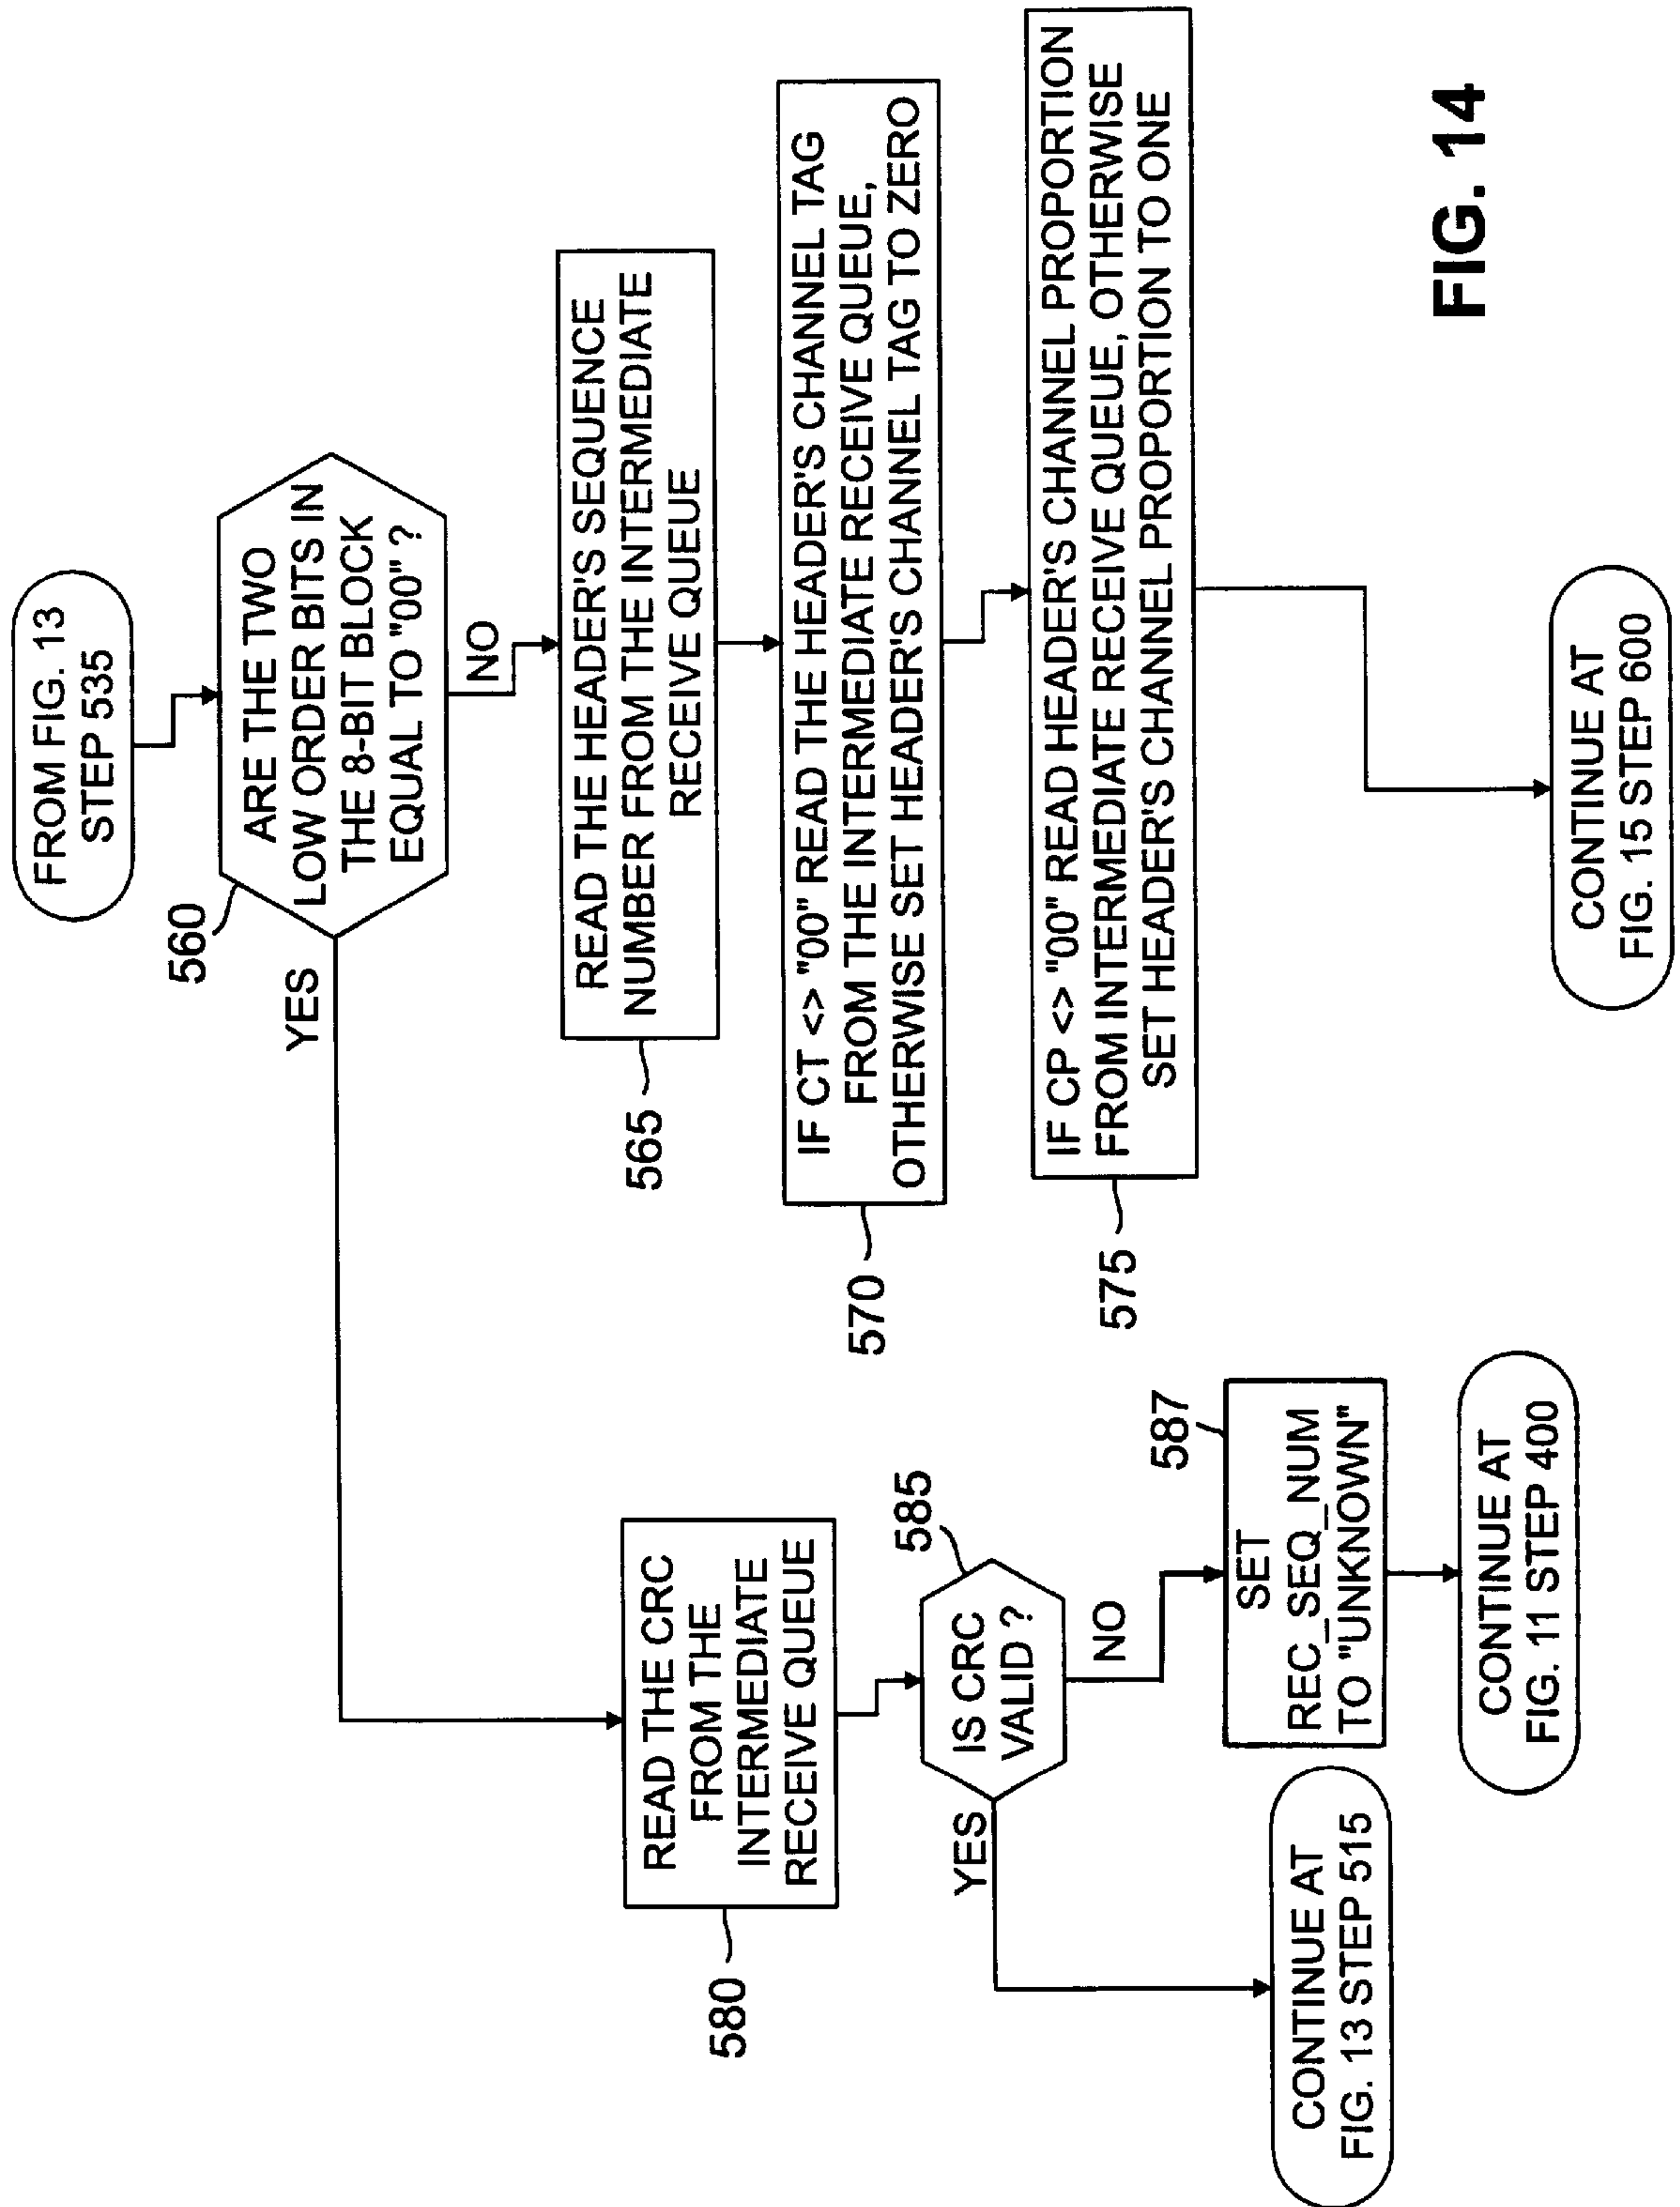 FROM FIG. 13
STEP 535
560
ARE THE TWO
LOW ORDER BITS IN
THE 8-BIT BLOCK
EQUAL TO "00" ?
YES
NO
565
READ THE HEADER'S SEQUENCE
NUMBER FROM THE INTERMEDIATE
RECEIVE QUEUE
570
IF CT <> "00" READ THE HEADER'S CHANNEL TAG
FROM THE INTERMEDIATE RECEIVE QUEUE,
OTHERWISE SET HEADER'S CHANNEL TAG TO ZERO
575
IF CP <> "00" READ HEADER'S CHANNEL PROPORTION
FROM INTERMEDIATE RECEIVE QUEUE, OTHERWISE
SET HEADER'S CHANNEL PROPORTION TO ONE
CONTINUE AT
FIG. 15 STEP 600
580
READ THE CRC
FROM THE
INTERMEDIATE
RECEIVE QUEUE
585
IS CRC
VALID ?
YES
NO
587
SET
REC_SEQ_NUM
TO "UNKNOWN"
CONTINUE AT
FIG. 13 STEP 515
CONTINUE AT
FIG. 11 STEP 400
FIG. 14